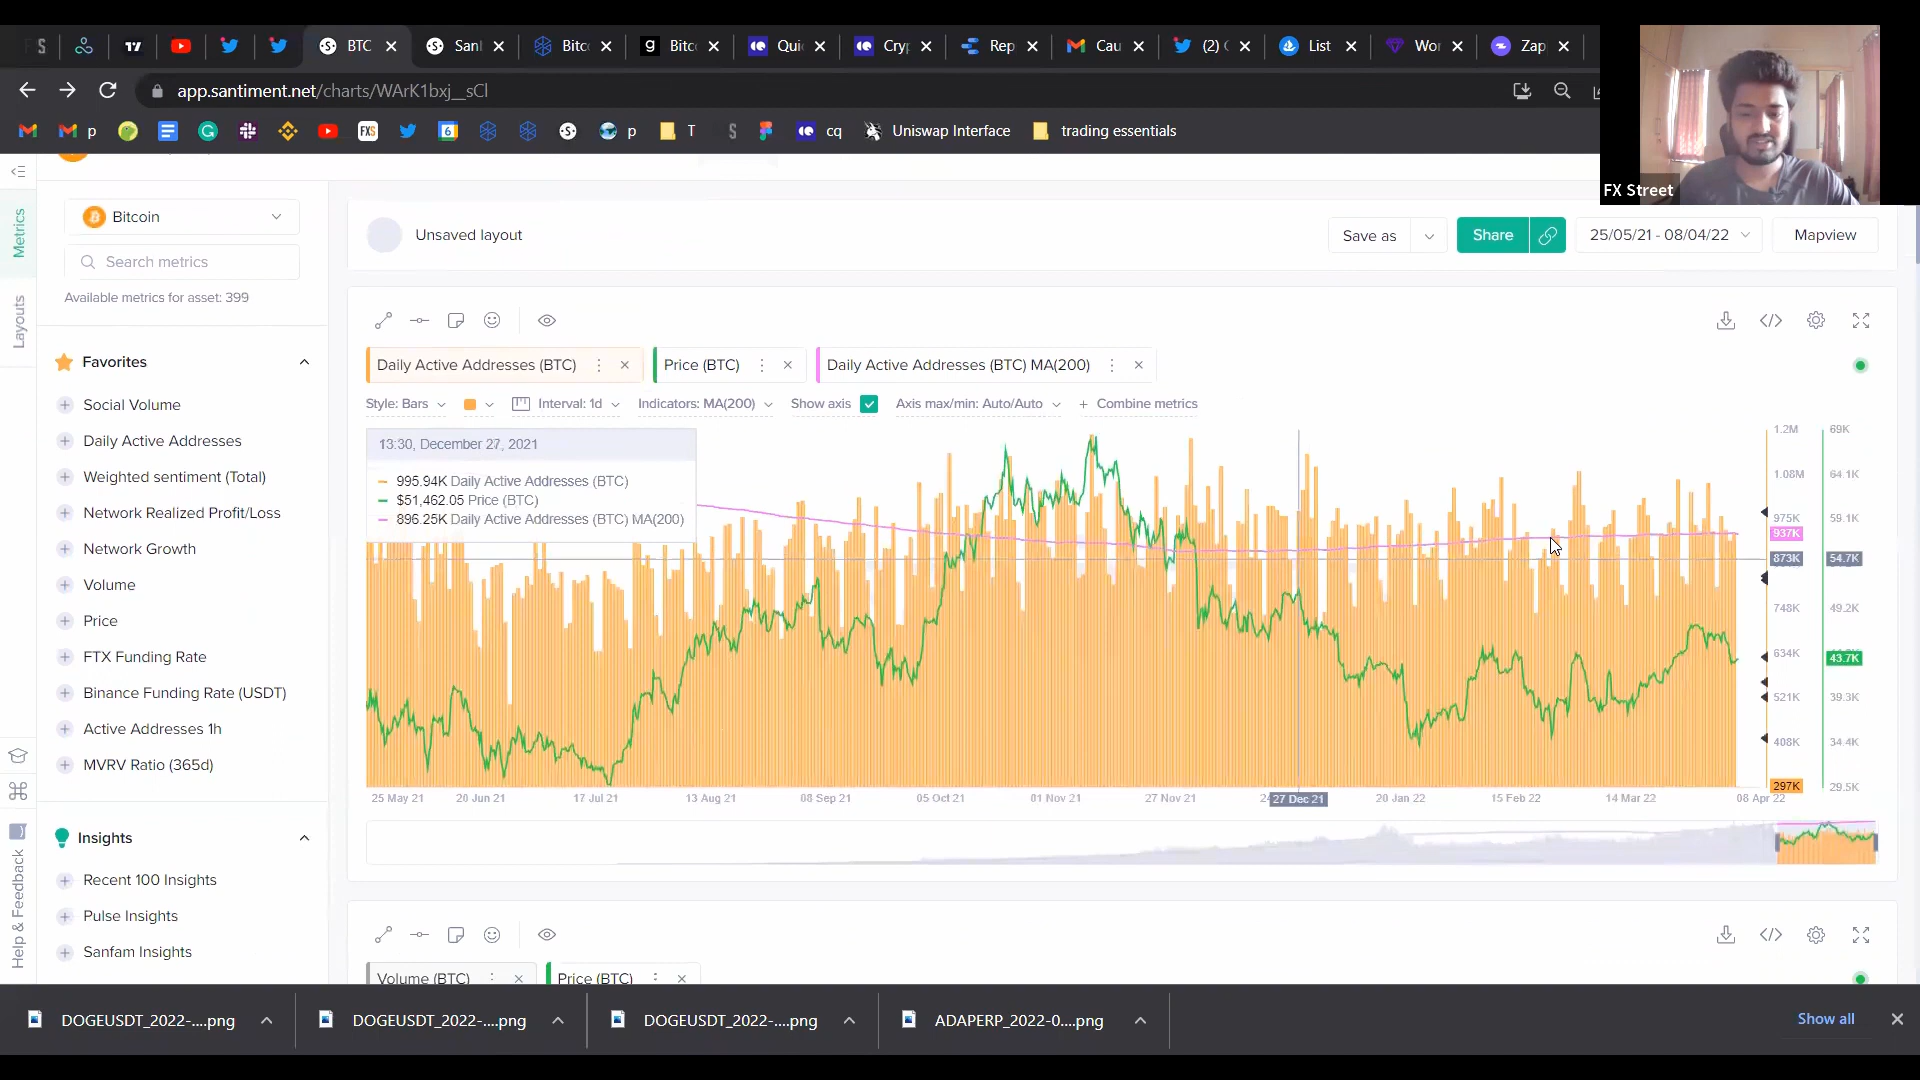 BTC
Sanl
Bitc
Bitc
Qui
Cryp
Rep
Cau
(2)
List
Wor
Zap
app.santiment.net/charts/WArK1bxj__sCl
p
T
p
cq
Uniswap Interface
trading essentials
FX Street
Metrics
Layouts
Help & Feedback
Bitcoin
Search metrics
Available metrics for asset: 399
Favorites
Social Volume
Daily Active Addresses
Weighted sentiment (Total)
Network Realized Profit/Loss
Network Growth
Volume
Price
FTX Funding Rate
Binance Funding Rate (USDT)
Active Addresses 1h
MVRV Ratio (365d)
Insights
Recent 100 Insights
Pulse Insights
Sanfam Insights
Unsaved layout
Save as
Share
25/05/21 - 08/04/22
Mapview
Daily Active Addresses (BTC)
Price (BTC)
Daily Active Addresses (BTC) MA(200)
Style: Bars
Interval: 1d
Indicators: MA(200)
Show axis
Axis max/min: Auto/Auto
+ Combine metrics
13:30, December 27, 2021
995.94K Daily Active Addresses (BTC)
$51,462.05 Price (BTC)
896.25K Daily Active Addresses (BTC) MA(200)
1.2M 69K
1.08M 64.1K
975K 59.1K
937K
873K 54.7K
748K 49.2K
634K 43.7K
521K 39.3K
408K 34.4K
297K 29.5K
25 May 21
20 Jun 21
17 Jul 21
13 Aug 21
08 Sep 21
05 Oct 21
01 Nov 21
27 Nov 21
27 Dec 21
20 Jan 22
15 Feb 22
14 Mar 22
08 Apr 22
Volume (BTC)
Price (BTC)
DOGEUSDT_2022-....png
DOGEUSDT_2022-....png
DOGEUSDT_2022-....png
ADAPERP_2022-0....png
Show all